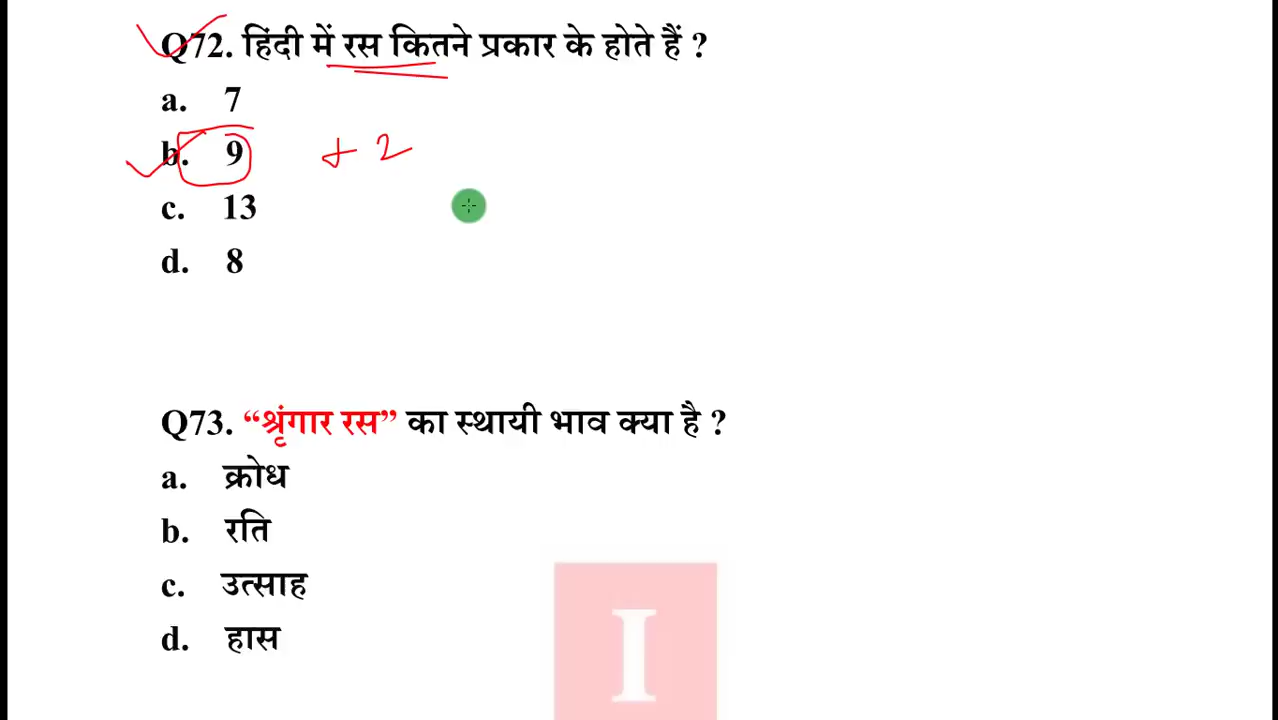 Q72. हिंदी में रस कितने प्रकार के होते हैं ?
a. 7
b. 9 + 2
c. 13
d. 8
Q73. “श्रृंगार रस” का स्थायी भाव क्या है ?
a. क्रोध
b. रति
c. उत्साह
d. हास
I